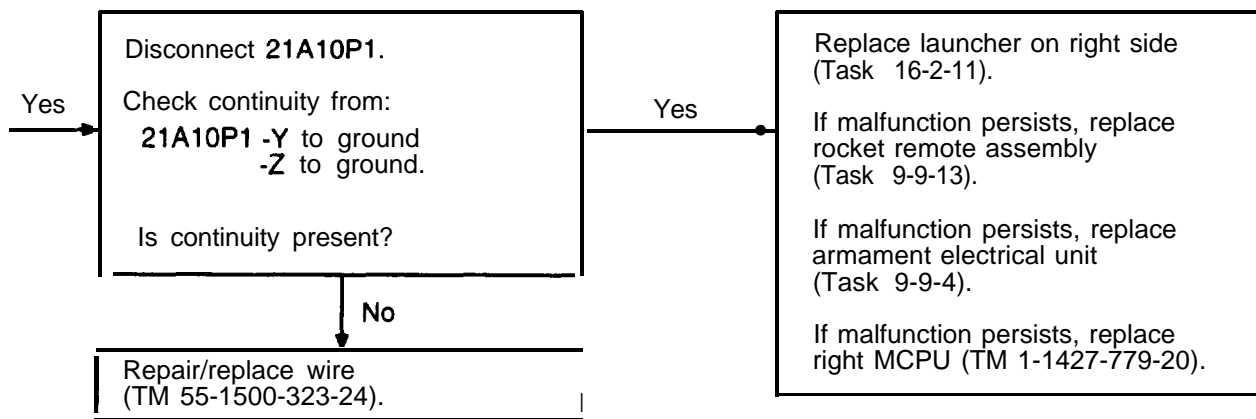 Yes
Disconnect 21A10P1.
Check continuity from:
21A10P1 -Y to ground
-Z to ground.
Is continuity present?
No
Repair/replace wire
(TM 55-1500-323-24).
Yes
Replace launcher on right side
(Task 16-2-11).
If malfunction persists, replace
rocket remote assembly
(Task 9-9-13).
If malfunction persists, replace
armament electrical unit
(Task 9-9-4).
If malfunction persists, replace
right MCPU (TM 1-1427-779-20).